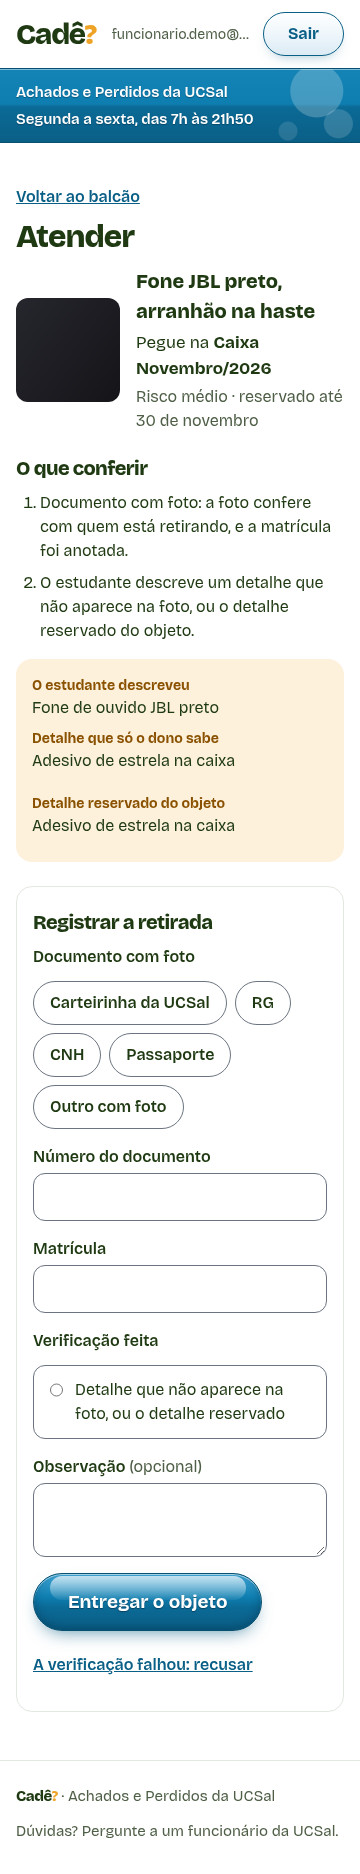 Cadê? funcionario.demo@... Sair
Achados e Perdidos da UCSal
Segunda a sexta, das 7h às 21h50
Voltar ao balcão
Atender
Fone JBL preto,
arranhão na haste
Pegue na Caixa
Novembro/2026
Risco médio · reservado até
30 de novembro
O que conferir
1. Documento com foto: a foto confere
com quem está retirando, e a matrícula
foi anotada.
2. O estudante descreve um detalhe que
não aparece na foto, ou o detalhe
reservado do objeto.
O estudante descreveu
Fone de ouvido JBL preto
Detalhe que só o dono sabe
Adesivo de estrela na caixa
Detalhe reservado do objeto
Adesivo de estrela na caixa
Registrar a retirada
Documento com foto
Carteirinha da UCSal RG
CNH Passaporte
Outro com foto
Número do documento
Matrícula
Verificação feita
Detalhe que não aparece na
foto, ou o detalhe reservado
Observação (opcional)
Entregar o objeto
A verificação falhou: recusar
Cadê? · Achados e Perdidos da UCSal
Dúvidas? Pergunte a um funcionário da UCSal.